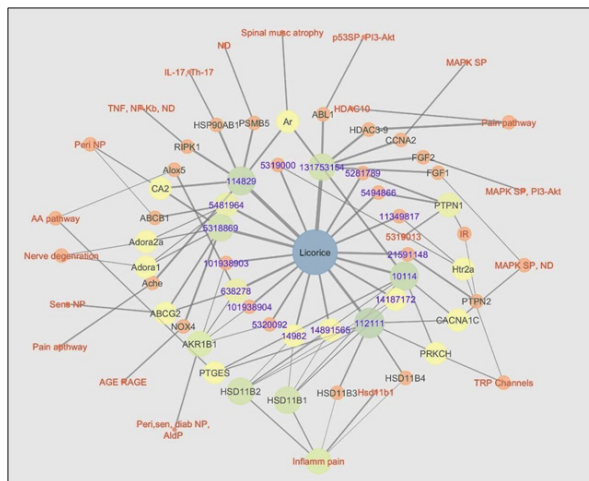 Spinal musc atrophy
p53SP, PI3-Akt
ND
MAPK SP
IL-17, Th-17
TNF, NF-Kb, ND
HSP90AB1
PSMB5
Ar
ABL1
HDAC10
HDAC3-9
CCNA2
Pain pathway
Peri NP
RIPK1
FGF2
FGF1
MAPK SP, PI3-Akt
Alox5
5319000
131753154
5281789
CA2
114829
5494866
PTPN1
ABCB1
5481964
11349817
AA pathway
5318869
5319013
IR
Adora2a
21591148
Nerve degenration
Licorice
MAPK SP, ND
Adora1
101938903
Htr2a
Ache
10114
638278
14187172
PTPN2
Sens NP
ABCG2
101938904
CACNA1C
NOX4
5320092
14891565
112111
Pain apthway
AKR1B1
14982
PRKCH
PTGES
AGE RAGE
HSD11B2
HSD11B1
HSD11B3
Hsd11b1
HSD11B4
TRP Channels
Peri,sen, diab NP,
AldP
Inflamm pain